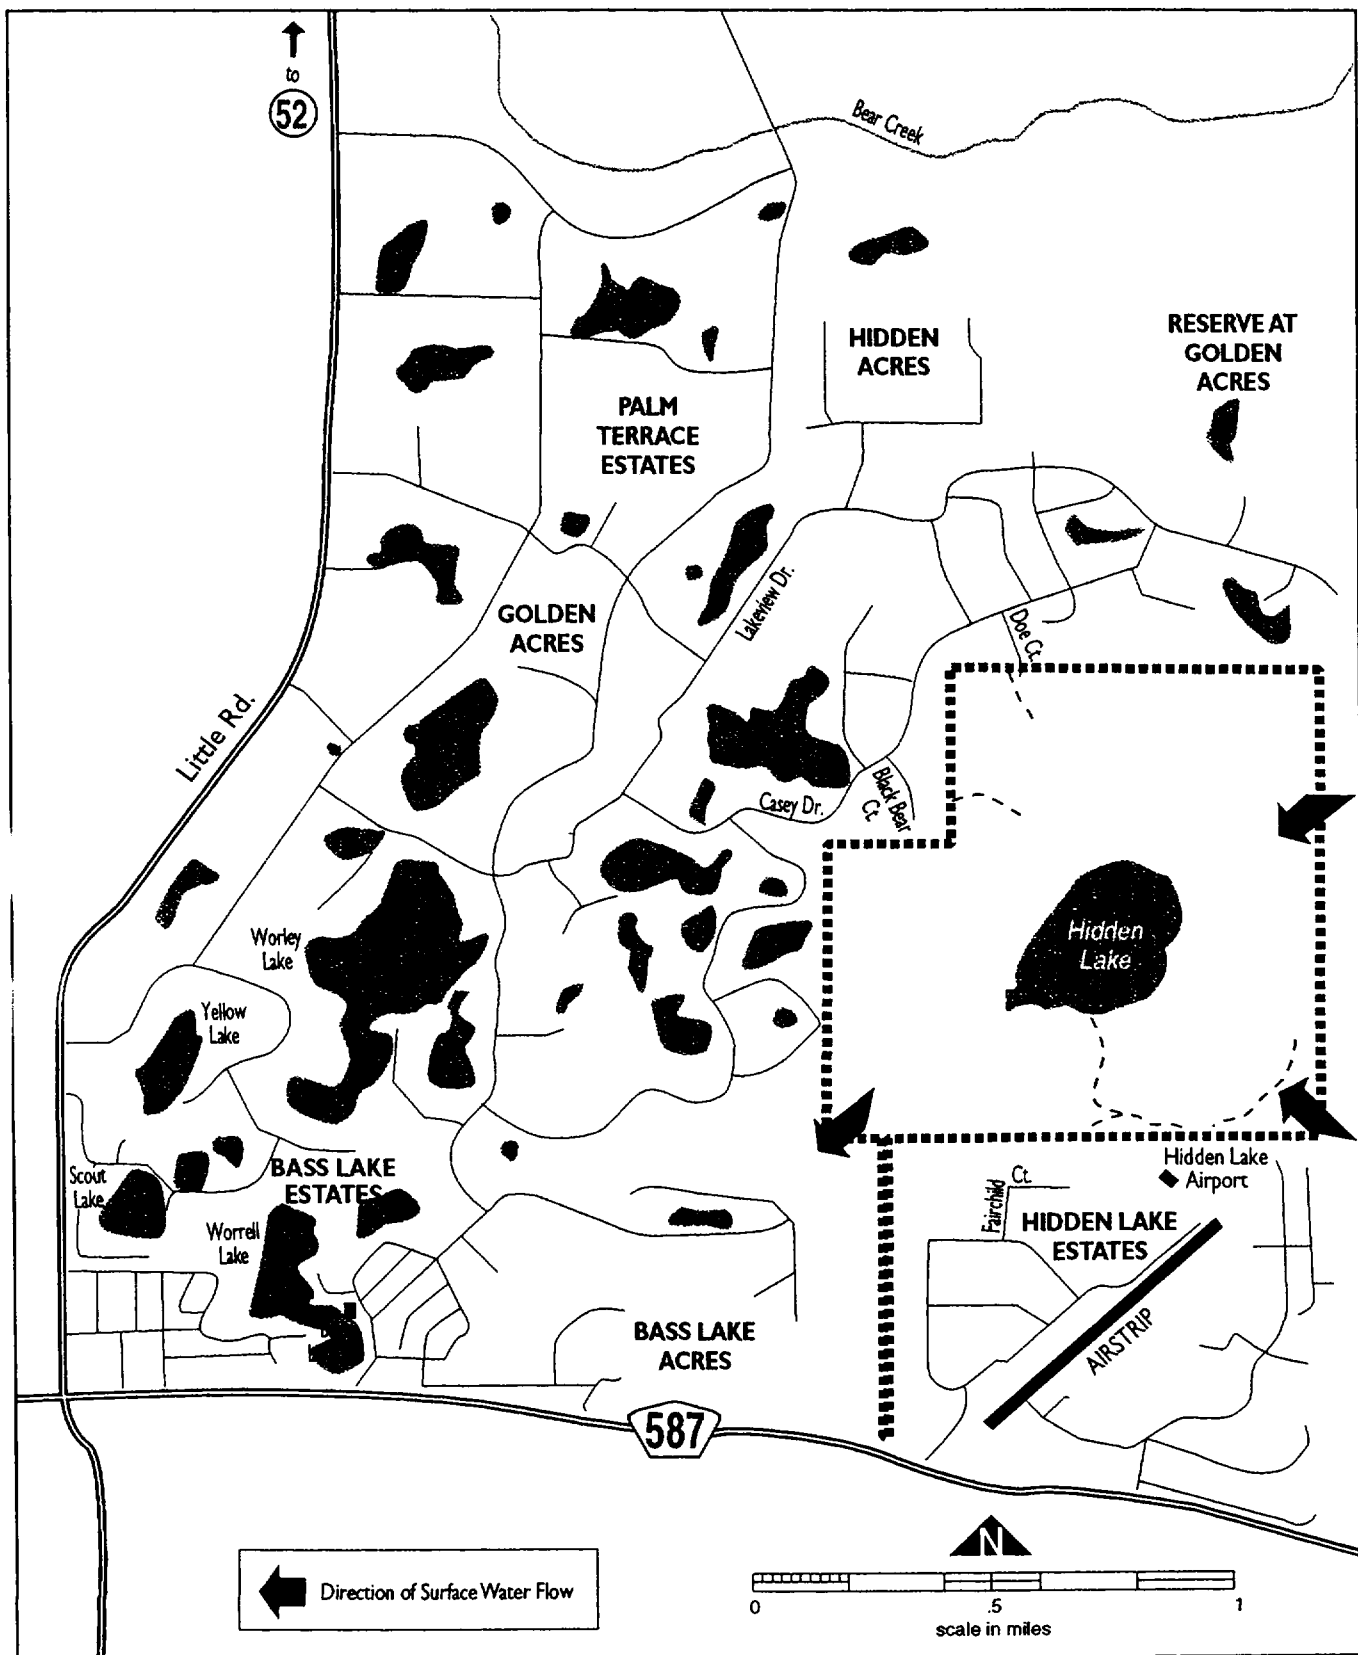 to
52
Bear Creek
RESERVE AT
GOLDEN
ACRES
HIDDEN
ACRES
PALM
TERRACE
ESTATES
GOLDEN
ACRES
Lakeview Dr.
Doe Ct.
Little Rd.
Casey Dr.
Black Bear
Ct.
Hidden
Lake
Worley
Lake
Yellow
Lake
Scout
Lake
BASS LAKE
ESTATES
Worrell
Lake
Hidden Lake
Airport
Fairchild
Ct.
HIDDEN LAKE
ESTATES
AIRSTRIP
BASS LAKE
ACRES
587
N
Direction of Surface Water Flow
0 .5 1
scale in miles